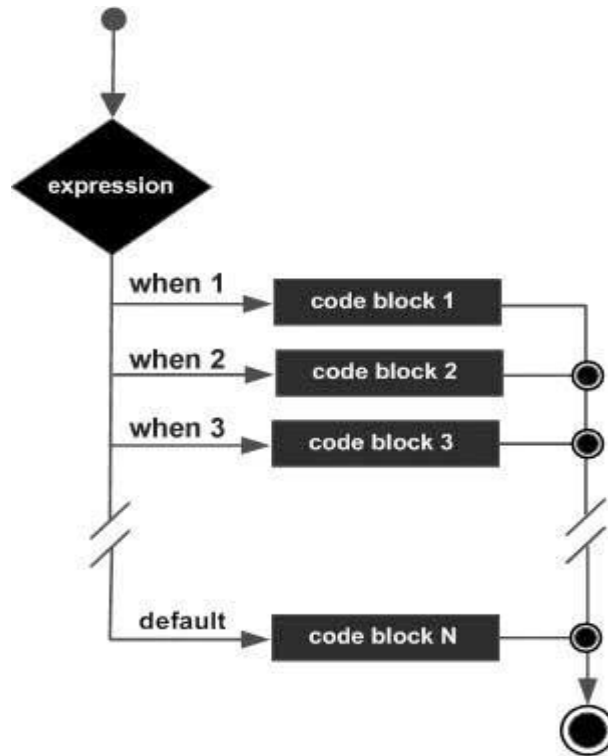 expression
when 1
code block 1
when 2
code block 2
when 3
code block 3
default
code block N